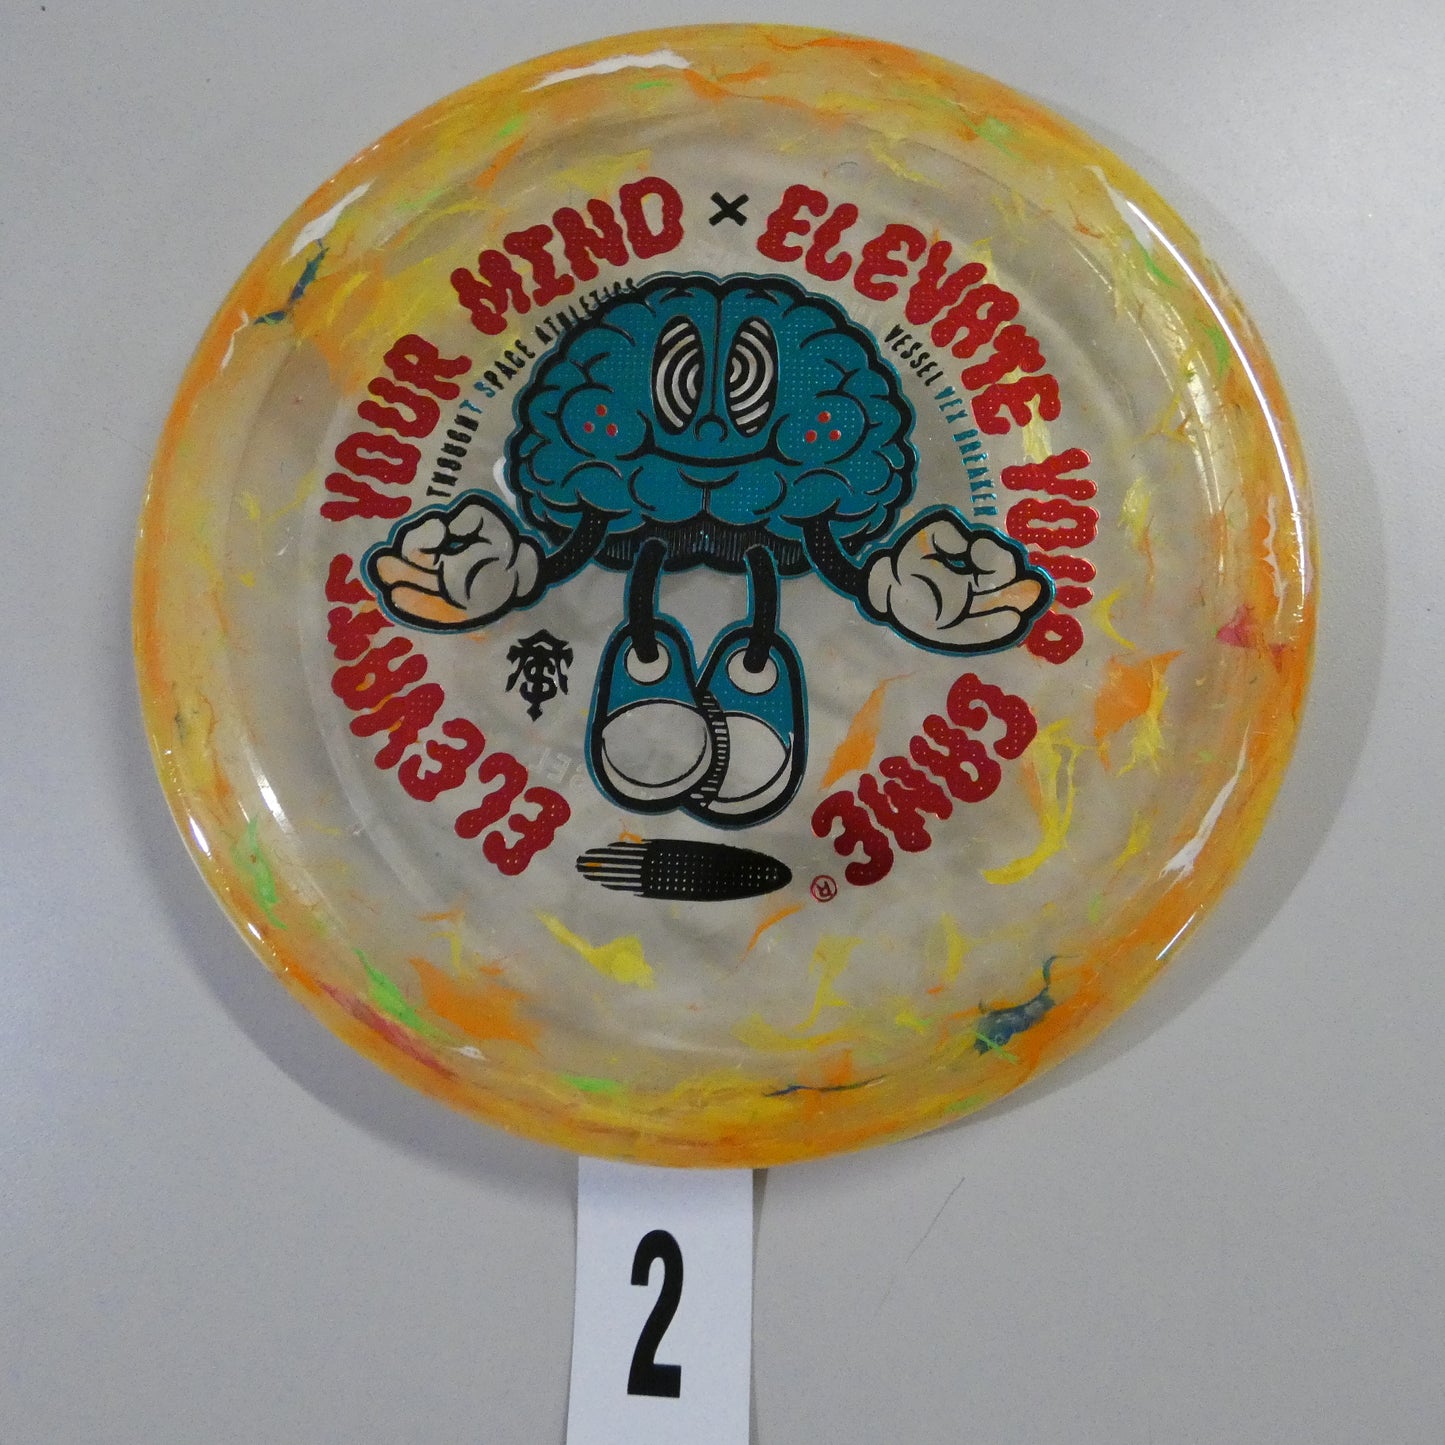 ELEVATE YOUR MIND × ELEVATE YOUR GAME
THOUGHT SPACE ATHLETICS
VESSEL VEX BREAKER
®
2